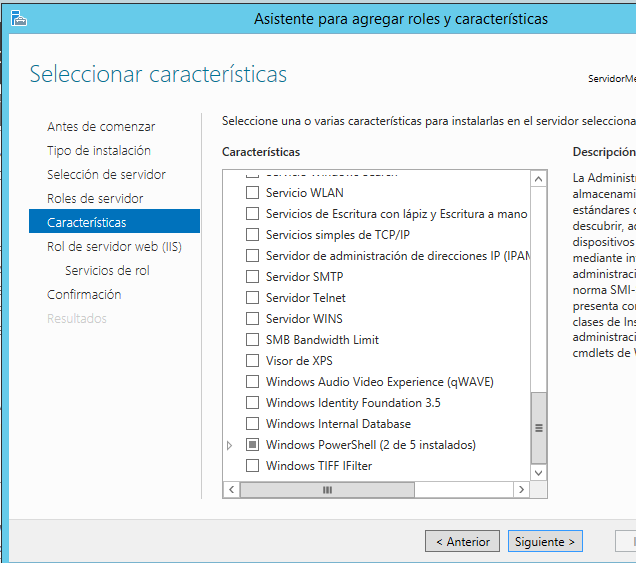 Asistente para agregar roles y características
Seleccionar características
ServidorMe
Antes de comenzar
Tipo de instalación
Selección de servidor
Roles de servidor
Características
Rol de servidor web (IIS)
Servicios de rol
Confirmación
Resultados
Seleccione una o varias características para instalarlas en el servidor selecciona
Características
Servicio Windows Search
Servicio WLAN
Servicios de Escritura con lápiz y Escritura a mano
Servicios simples de TCP/IP
Servidor de administración de direcciones IP (IPAM
Servidor SMTP
Servidor Telnet
Servidor WINS
SMB Bandwidth Limit
Visor de XPS
Windows Audio Video Experience (qWAVE)
Windows Identity Foundation 3.5
Windows Internal Database
Windows PowerShell (2 de 5 instalados)
Windows TIFF IFilter
Descripción
La Administr
almacenami
estándares d
descubrir, ad
dispositivos
mediante in
administraci
norma SMI-
presenta con
clases de Ins
administraci
cmdlets de W
< Anterior
Siguiente >